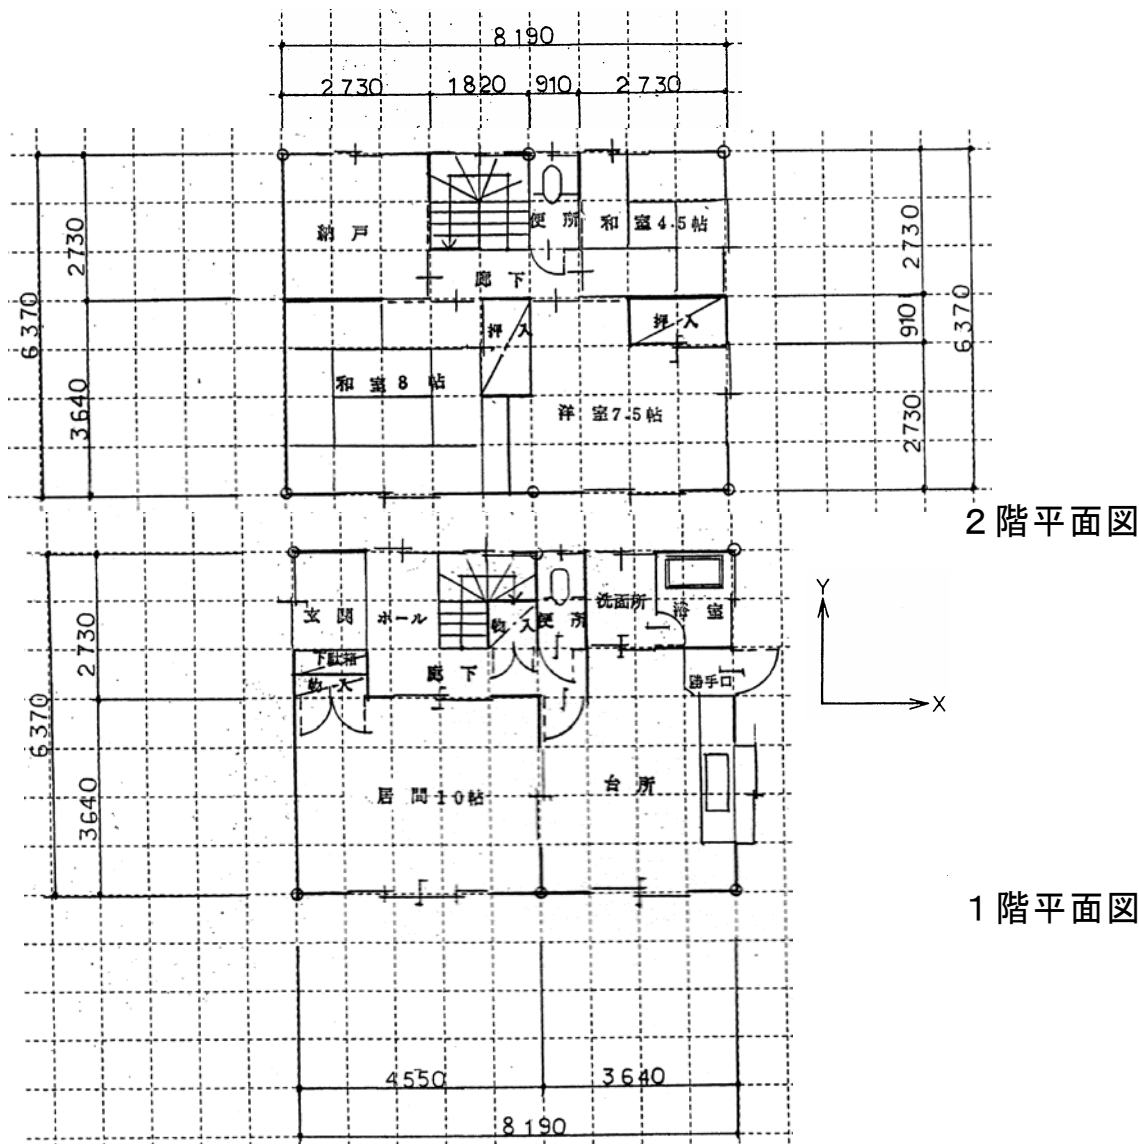 8190
2730 1820 910 2730
納戸
便所
和室4.5帖
廊下
押入
押入
和室8帖
洋室7.5帖
2730
6370
3640
2730
910
6370
2730
2階平面図
玄関
ホール
物入
便所
洗面所
浴室
下駄箱
物入
廊下
勝手口
居間10帖
台所
2730
6370
3640
Y
X
1階平面図
4550 3640
8190